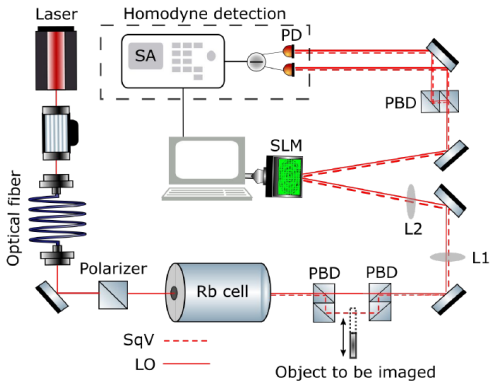 Laser
Homodyne detection
SA
PD
PBD
SLM
Optical fiber
L2
L1
Polarizer
Rb cell
PBD
PBD
SqV
LO
Object to be imaged